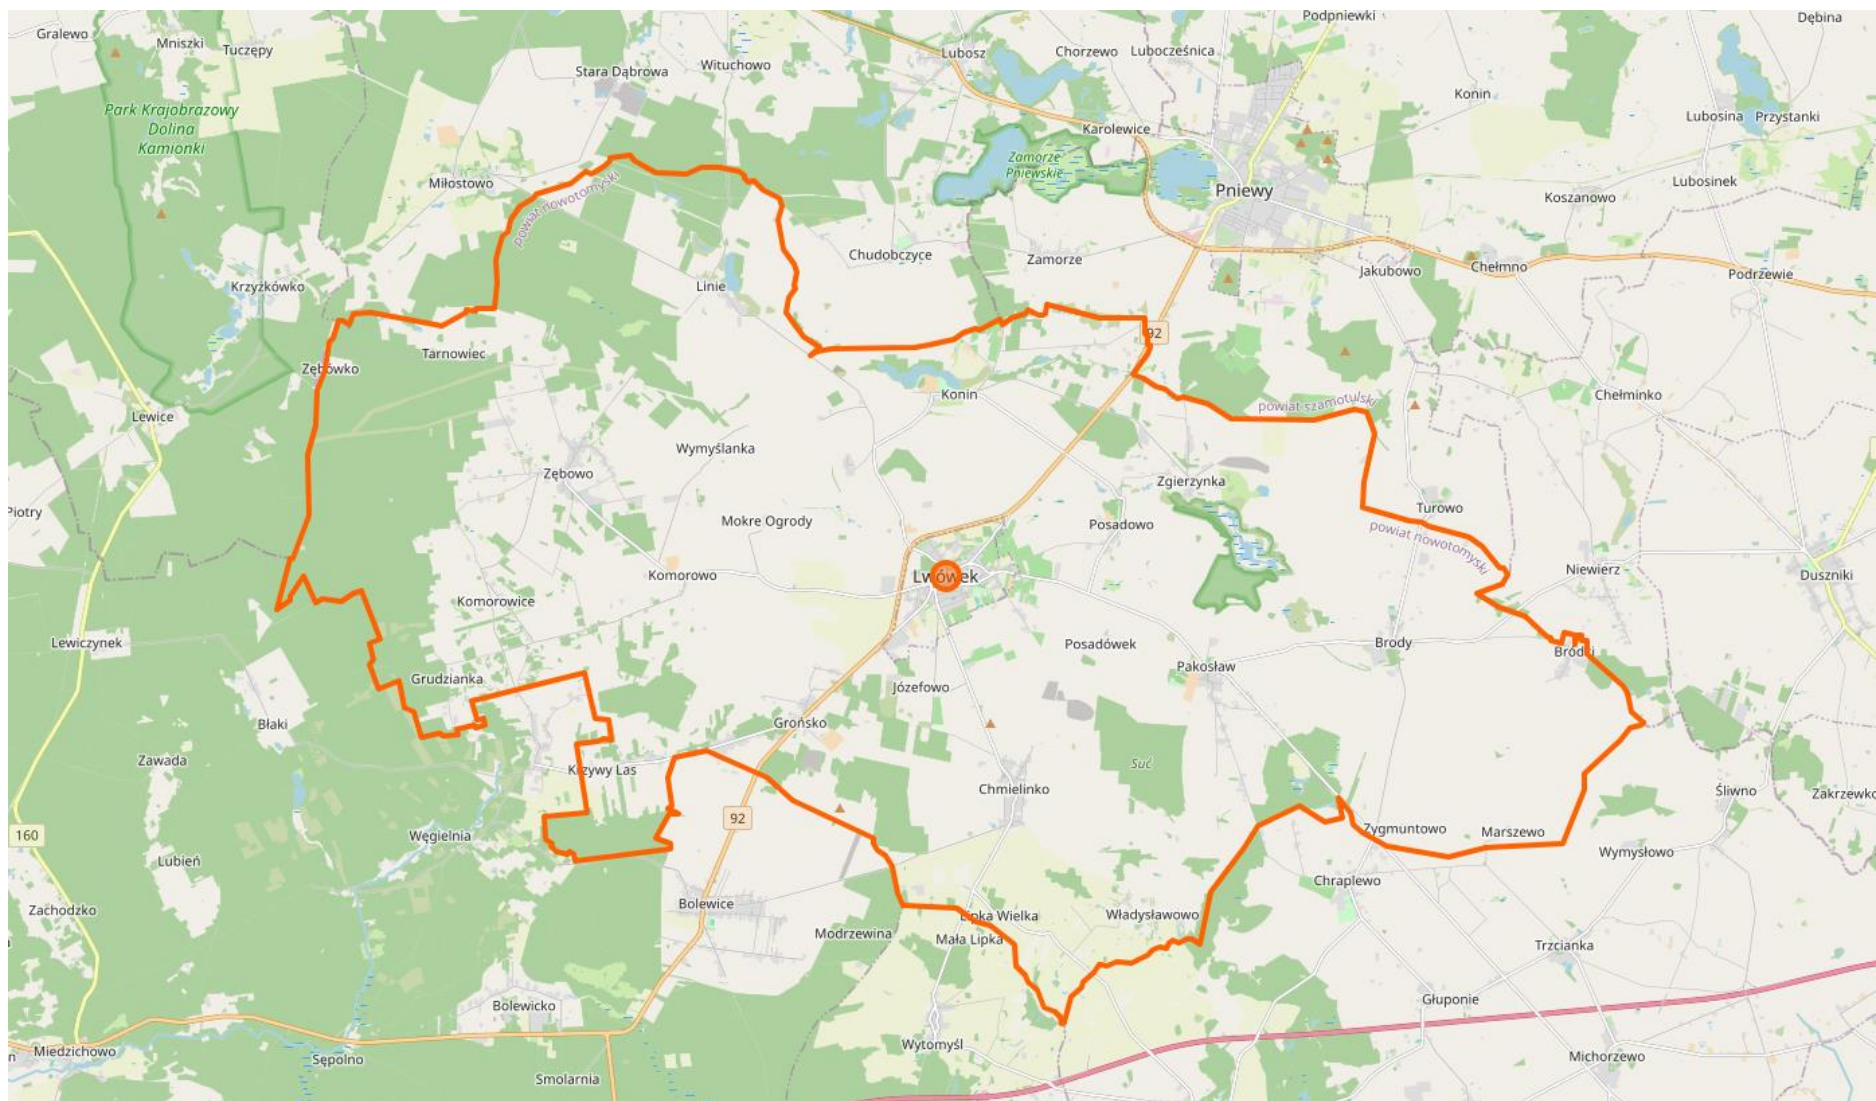 Gralewo
Mniszki
Tuczępy
Stara Dąbrowa
Wituchowo
Lubosz
Chorzewo
Lubocześnica
Podpniewki
Dębina
Park Krajobrazowy
Dolina
Kamionki
Miłostowo
powiat nowotomyski
Zamorze
Pniewskie
Karolewice
Pniewy
Konin
Lubosina
Przystanki
Lubosinek
Koszanowo
Krzyżkówko
Linie
Chudobczyce
Zamorze
Jakubowo
Chełmno
Podrzewie
92
Zębówko
Tarnowiec
Lewice
Konin
powiat szamotulski
Chełminko
Wymyślanka
Zębowo
Zgierzynka
Piotry
Mokre Ogrody
Posadowo
Turowo
powiat nowotomyski
Komorowo
Lwówek
Niewierz
Duszniki
Komorowice
Lewiczynek
Posadówek
Brody
Bródki
Grudzianka
Józefowo
Pakosław
Błaki
Grońsko
Zawada
Krzywy Las
Suć
Chmielinko
Śliwno
Zakrzewko
160
Węgielnia
92
Zygmuntowo
Marszewo
Wymysłowo
Lubień
Chraplewo
Zachodzko
Bolewice
Lipka Wielka
Władysławowo
Modrzewina
Mała Lipka
Trzcianka
Bolewicko
Głuponie
Miedzichowo
Sępolno
Wytomyśl
Michorzewo
Smolarnia